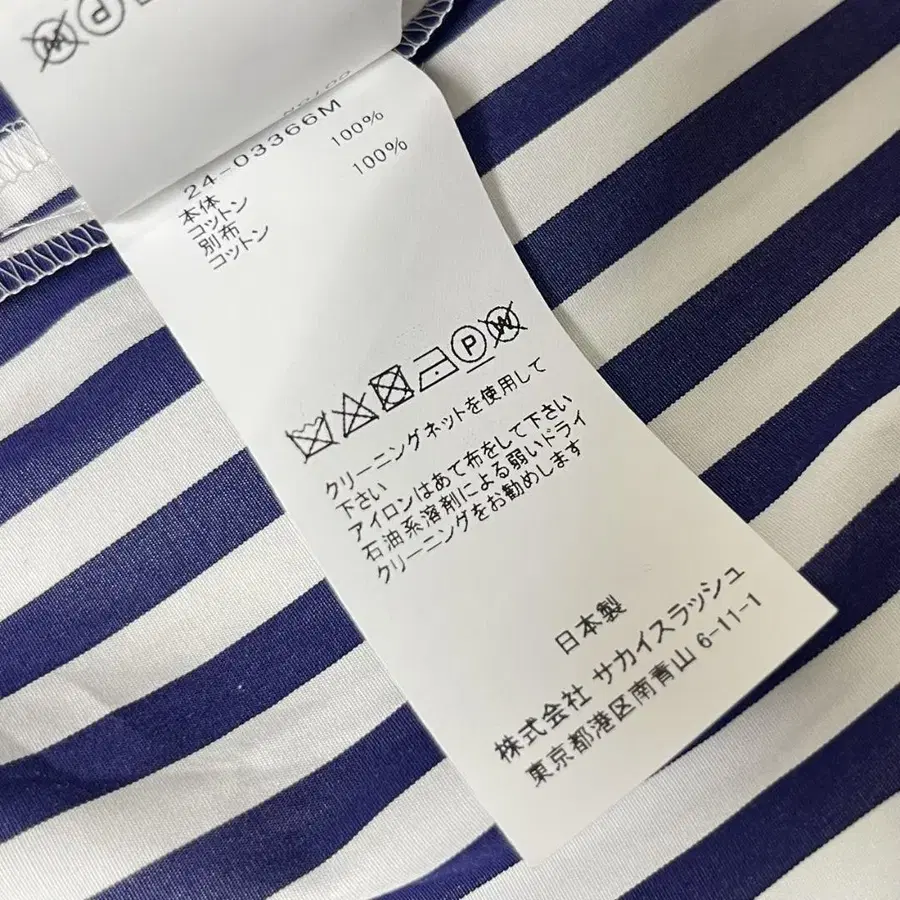 24-03366M
本体
コットン 100%
別布
コットン 100%
P W
クリーニングネットを使用して
下さい
アイロンはあて布をして下さい
石油系溶剤による弱いドライ
クリーニングをお勧めします
日本製
株式会社 サカイスラッシュ
東京都港区南青山 6-11-1